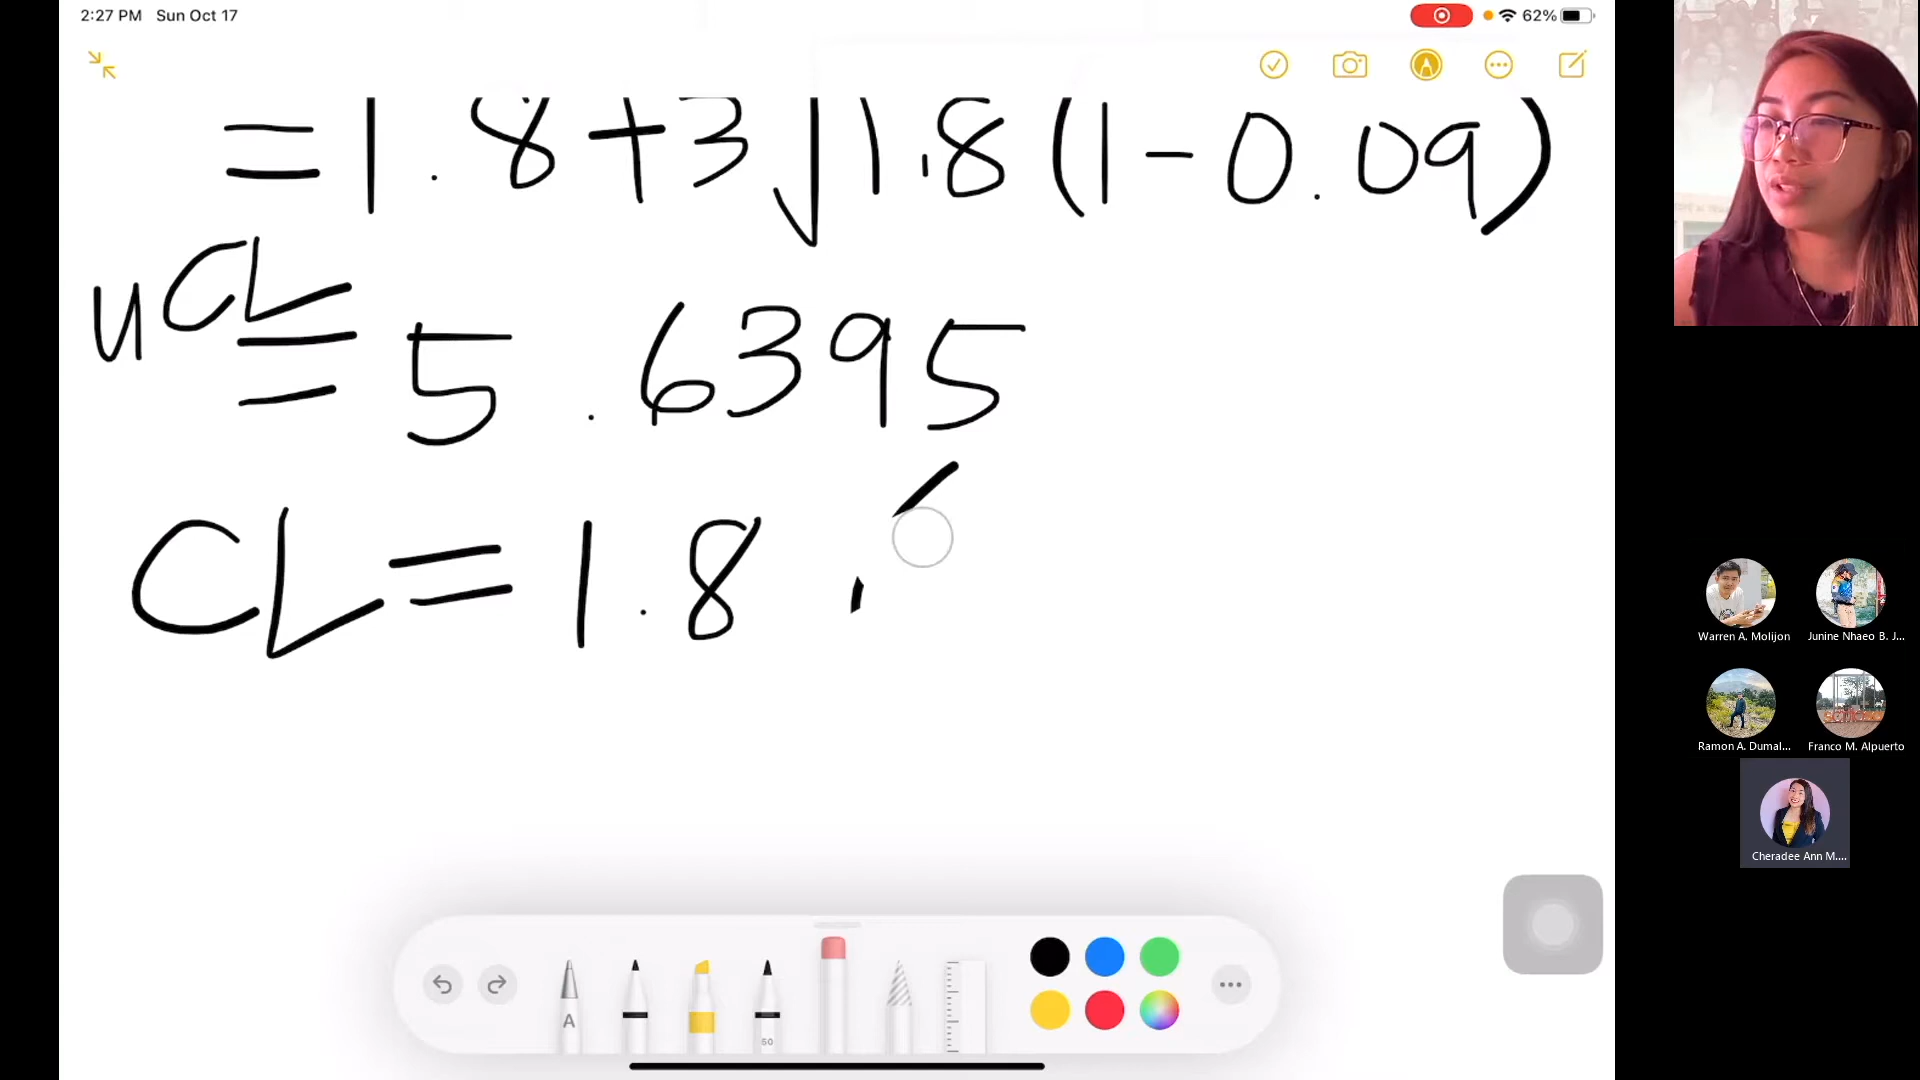 2:27 PM Sun Oct 17
62%
= 1.8 + 3√1.8(1-0.09)
UCL = 5.6395
CL = 1.8
A
50
Warren A. Molijon
Junine Nhaeo B. J...
Ramon A. Dumal...
Franco M. Alpuerto
Cheradee Ann M....